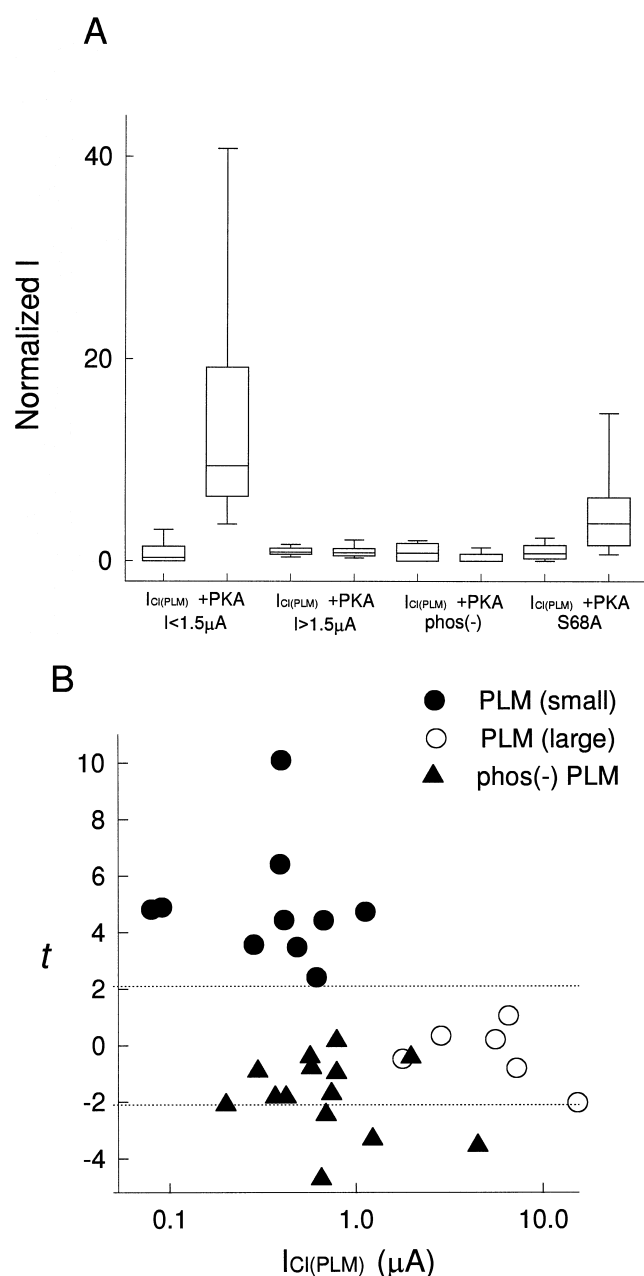 A
Normalized I
40
20
0
ICl(PLM) +PKA ICl(PLM) +PKA ICl(PLM) +PKA ICl(PLM) +PKA
I<1.5μA I>1.5μA phos(-) S68A
B
PLM (small)
PLM (large)
phos(-) PLM
t
10
8
6
4
2
0
-2
-4
0.1 1.0 10.0
ICl(PLM) (μA)